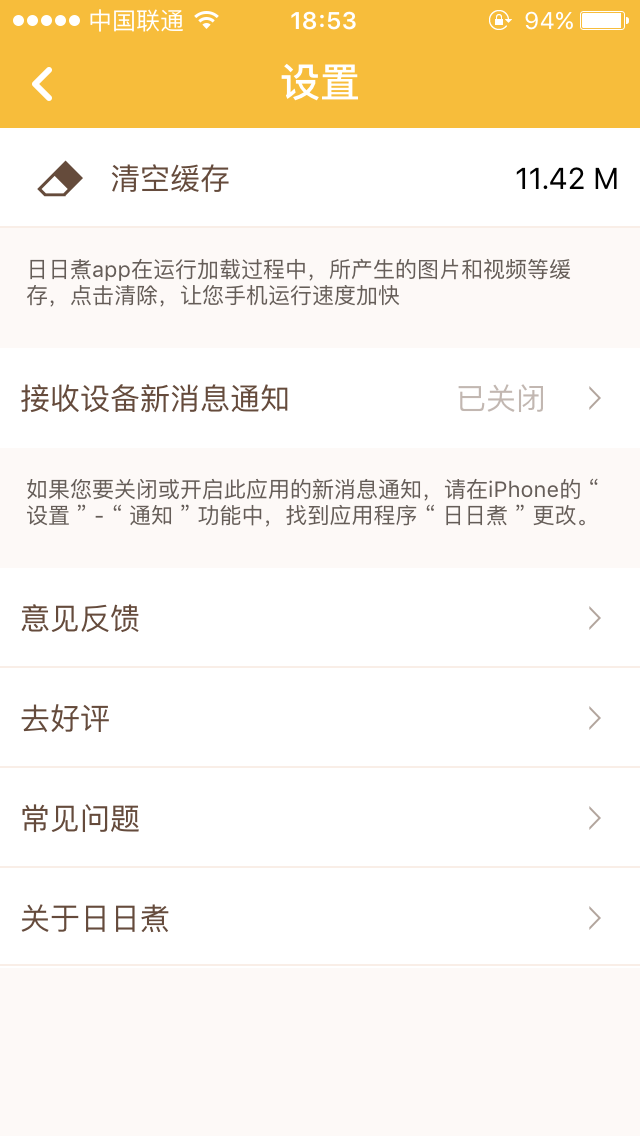 中国联通 18:53 94%
设置
清空缓存 11.42 M
日日煮app在运行加载过程中，所产生的图片和视频等缓
存，点击清除，让您手机运行速度加快
接收设备新消息通知 已关闭
如果您要关闭或开启此应用的新消息通知，请在iPhone的“
设置”-“通知”功能中，找到应用程序“日日煮”更改。
意见反馈
去好评
常见问题
关于日日煮